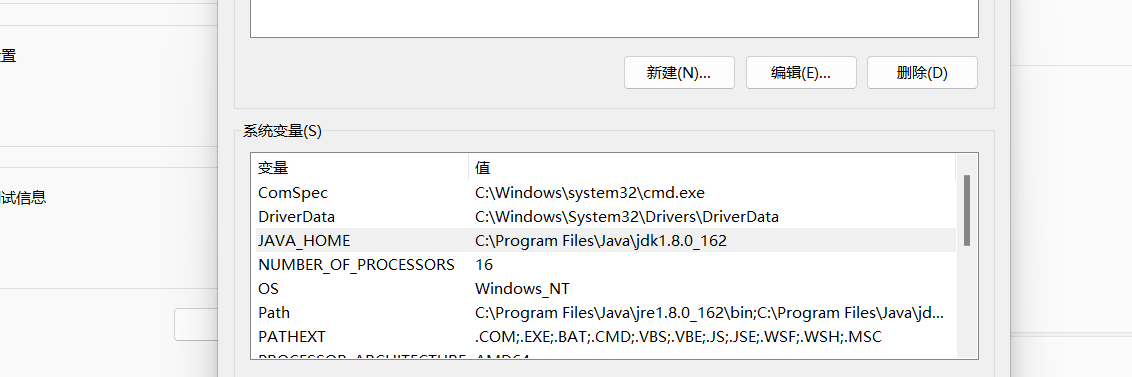 置
新建(N)...
编辑(E)...
删除(D)
系统变量(S)
变量 值
ComSpec C:\Windows\system32\cmd.exe
DriverData C:\Windows\System32\Drivers\DriverData
试信息
JAVA_HOME C:\Program Files\Java\jdk1.8.0_162
NUMBER_OF_PROCESSORS 16
OS Windows_NT
Path C:\Program Files\Java\jre1.8.0_162\bin;C:\Program Files\Java\jd...
PATHEXT .COM;.EXE;.BAT;.CMD;.VBS;.VBE;.JS;.JSE;.WSF;.WSH;.MSC
PROCESSOR_ARCHITECTURE AMD64